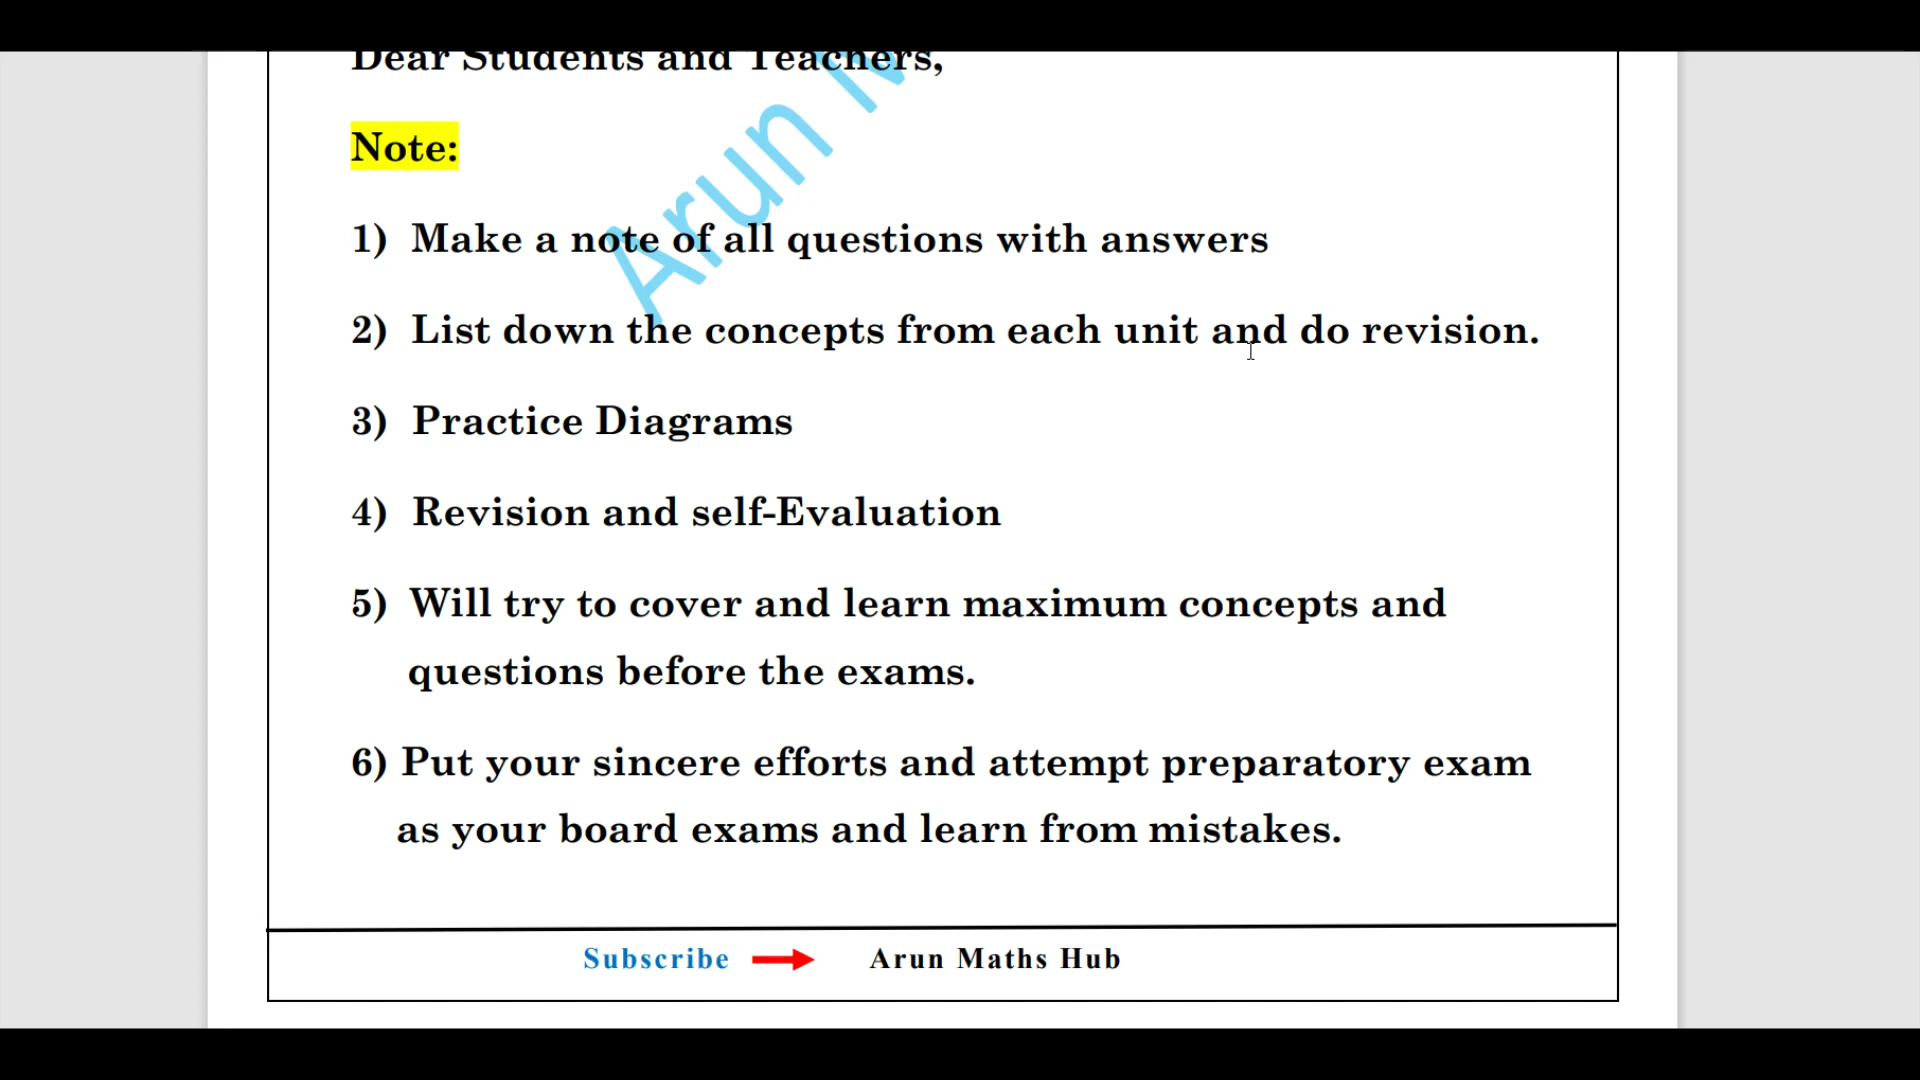 Dear Students and Teachers,
Note:
1) Make a note of all questions with answers
2) List down the concepts from each unit and do revision.
3) Practice Diagrams
4) Revision and self-Evaluation
5) Will try to cover and learn maximum concepts and
questions before the exams.
6) Put your sincere efforts and attempt preparatory exam
as your board exams and learn from mistakes.
Subscribe Arun Maths Hub
Arun